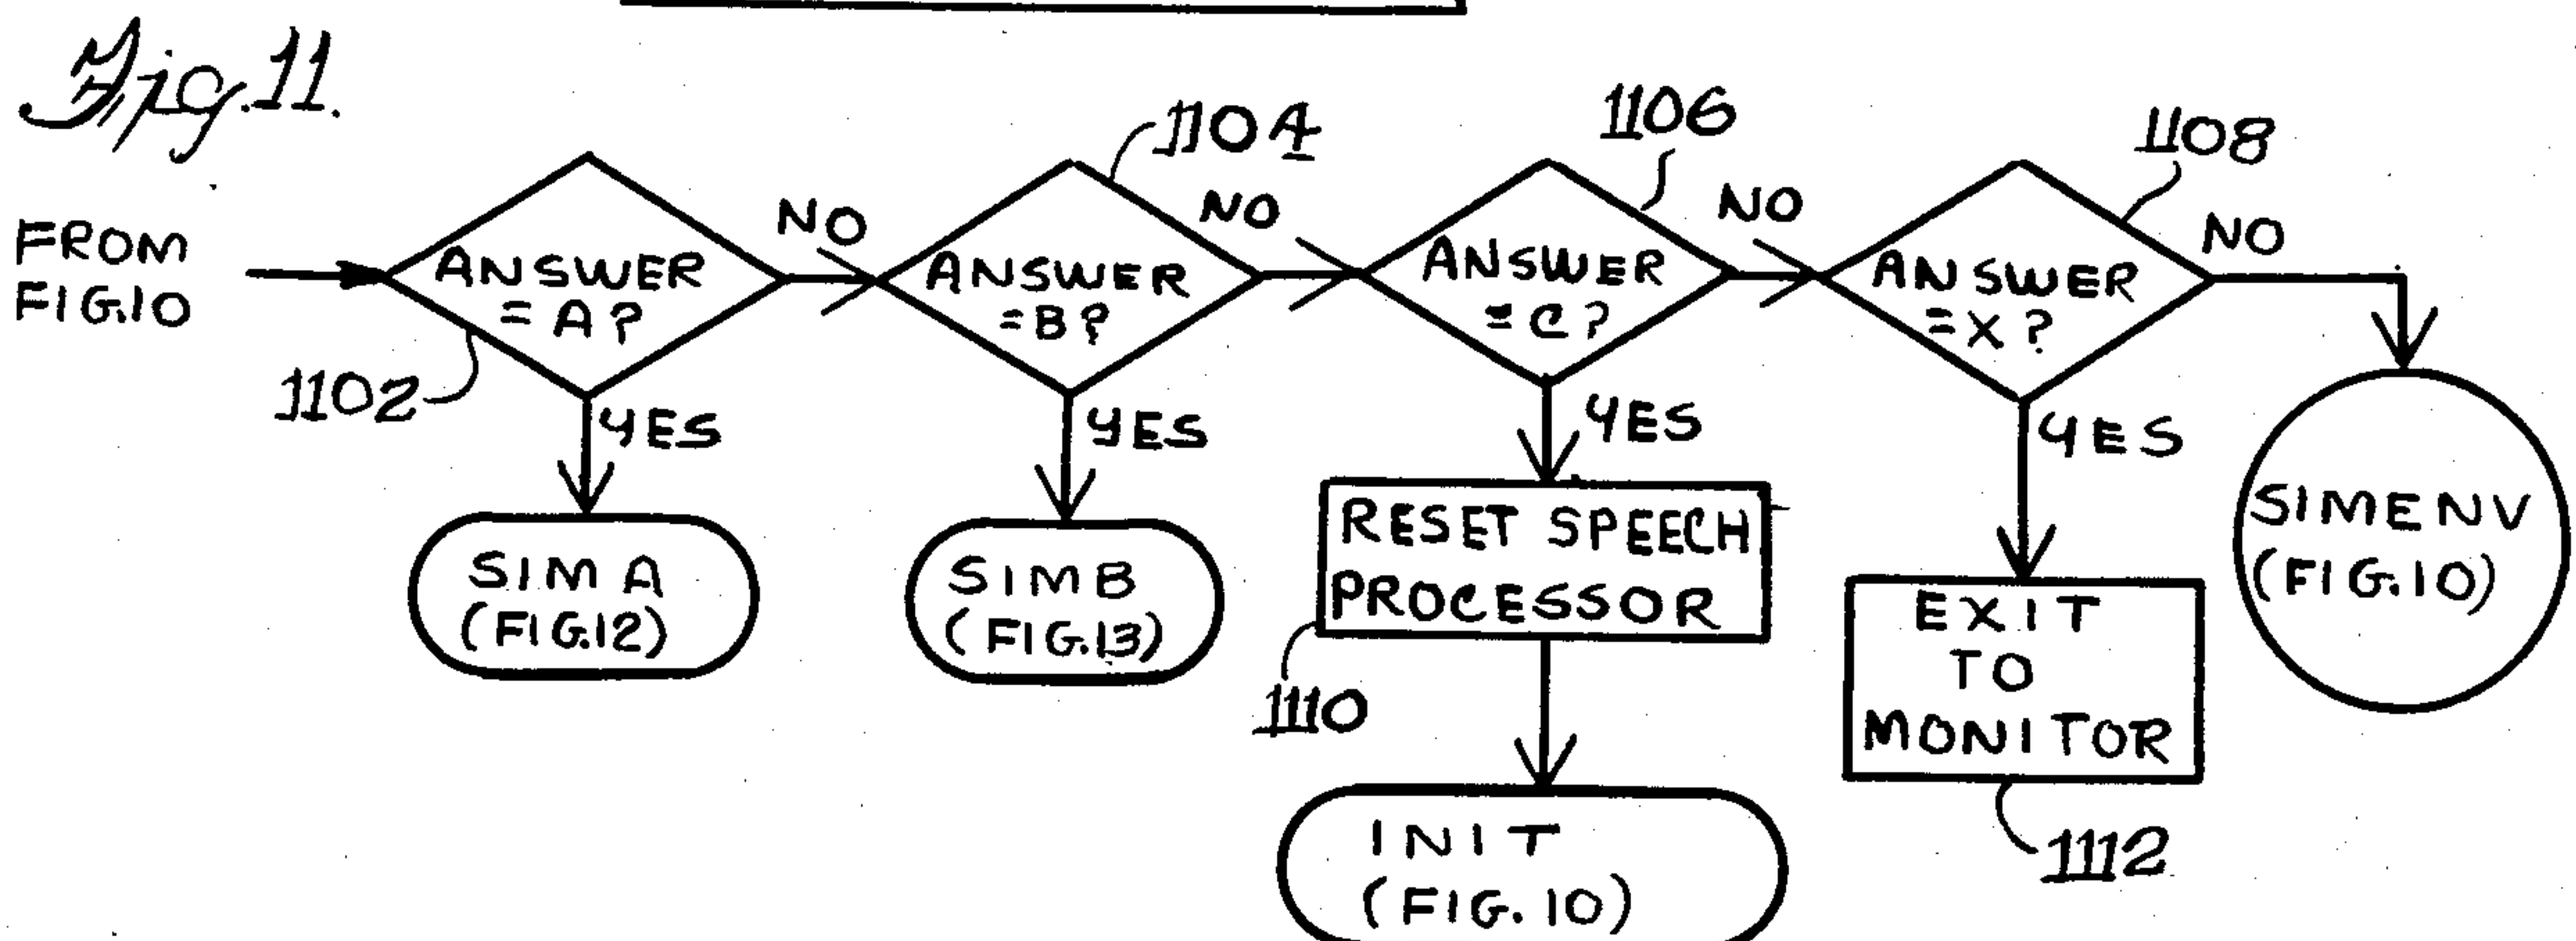 Fig. 11.
FROM
FIG.10
ANSWER
= A ?
1102
NO
YES
SIM A
(FIG.12)
ANSWER
=B?
1104
NO
YES
SIMB
(FIG.13)
ANSWER
= C ?
1106
NO
YES
RESET SPEECH
PROCESSOR
1110
INIT
(FIG. 10)
ANSWER
=X ?
1108
NO
YES
EXIT
TO
MONITOR
1112
SIMENV
(FIG.10)